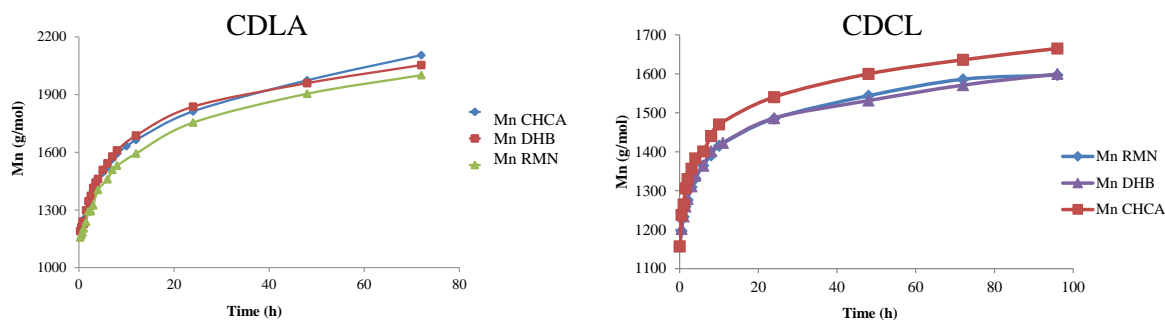 CDLA
2200
1900
1600
1300
1000
0
20
40
60
80
Mn (g/mol)
Time (h)
Mn CHCA
Mn DHB
Mn RMN
CDCL
1700
1600
1500
1400
1300
1200
1100
0
20
40
60
80
100
Mn (g/mol)
Time (h)
Mn RMN
Mn DHB
Mn CHCA